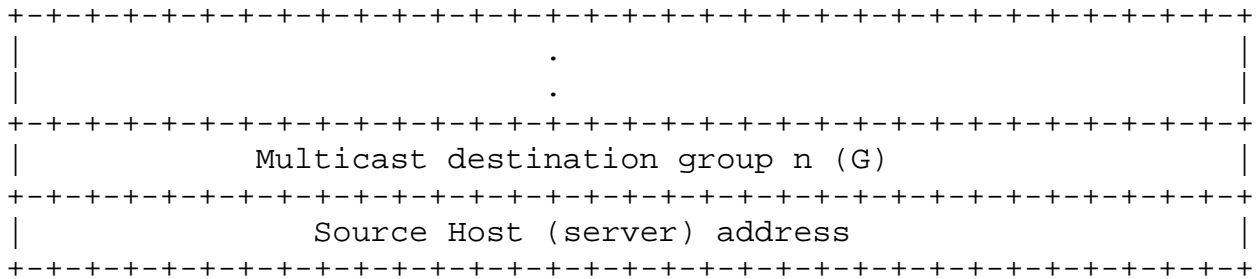 +-+-+-+-+-+-+-+-+-+-+-+-+-+-+-+-+-+-+-+-+-+-+-+-+-+-+-+-+-+-+-+-+
|                             .                                   |
|                             .                                   |
+-+-+-+-+-+-+-+-+-+-+-+-+-+-+-+-+-+-+-+-+-+-+-+-+-+-+-+-+-+-+-+-+
|             Multicast destination group n (G)                   |
+-+-+-+-+-+-+-+-+-+-+-+-+-+-+-+-+-+-+-+-+-+-+-+-+-+-+-+-+-+-+-+-+
|                Source Host (server) address                     |
+-+-+-+-+-+-+-+-+-+-+-+-+-+-+-+-+-+-+-+-+-+-+-+-+-+-+-+-+-+-+-+-+